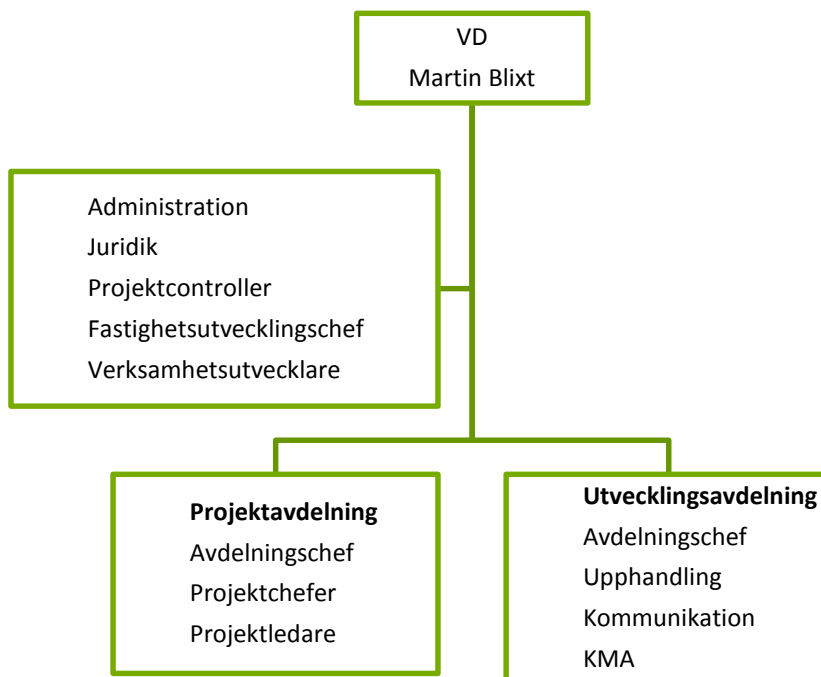 VD
Martin Blixt
Administration
Juridik
Projektcontroller
Fastighetsutvecklingschef
Verksamhetsutvecklare
Projektavdelning
Avdelningschef
Projektchefer
Projektledare
Utvecklingsavdelning
Avdelningschef
Upphandling
Kommunikation
KMA